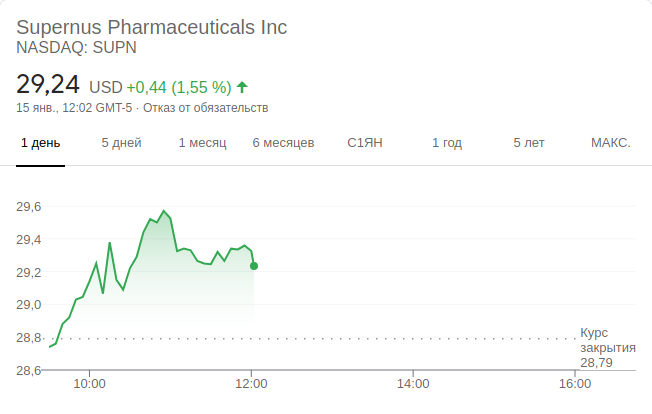 Supernus Pharmaceuticals Inc
NASDAQ: SUPN
29,24 USD +0,44 (1,55 %)
15 янв., 12:02 GMT-5 · Отказ от обязательств
1 день 5 дней 1 месяц 6 месяцев С1ЯН 1 год 5 лет МАКС.
29,6
29,4
29,2
29,0
28,8
28,6
Курс
закрытия
28,79
10:00 12:00 14:00 16:00